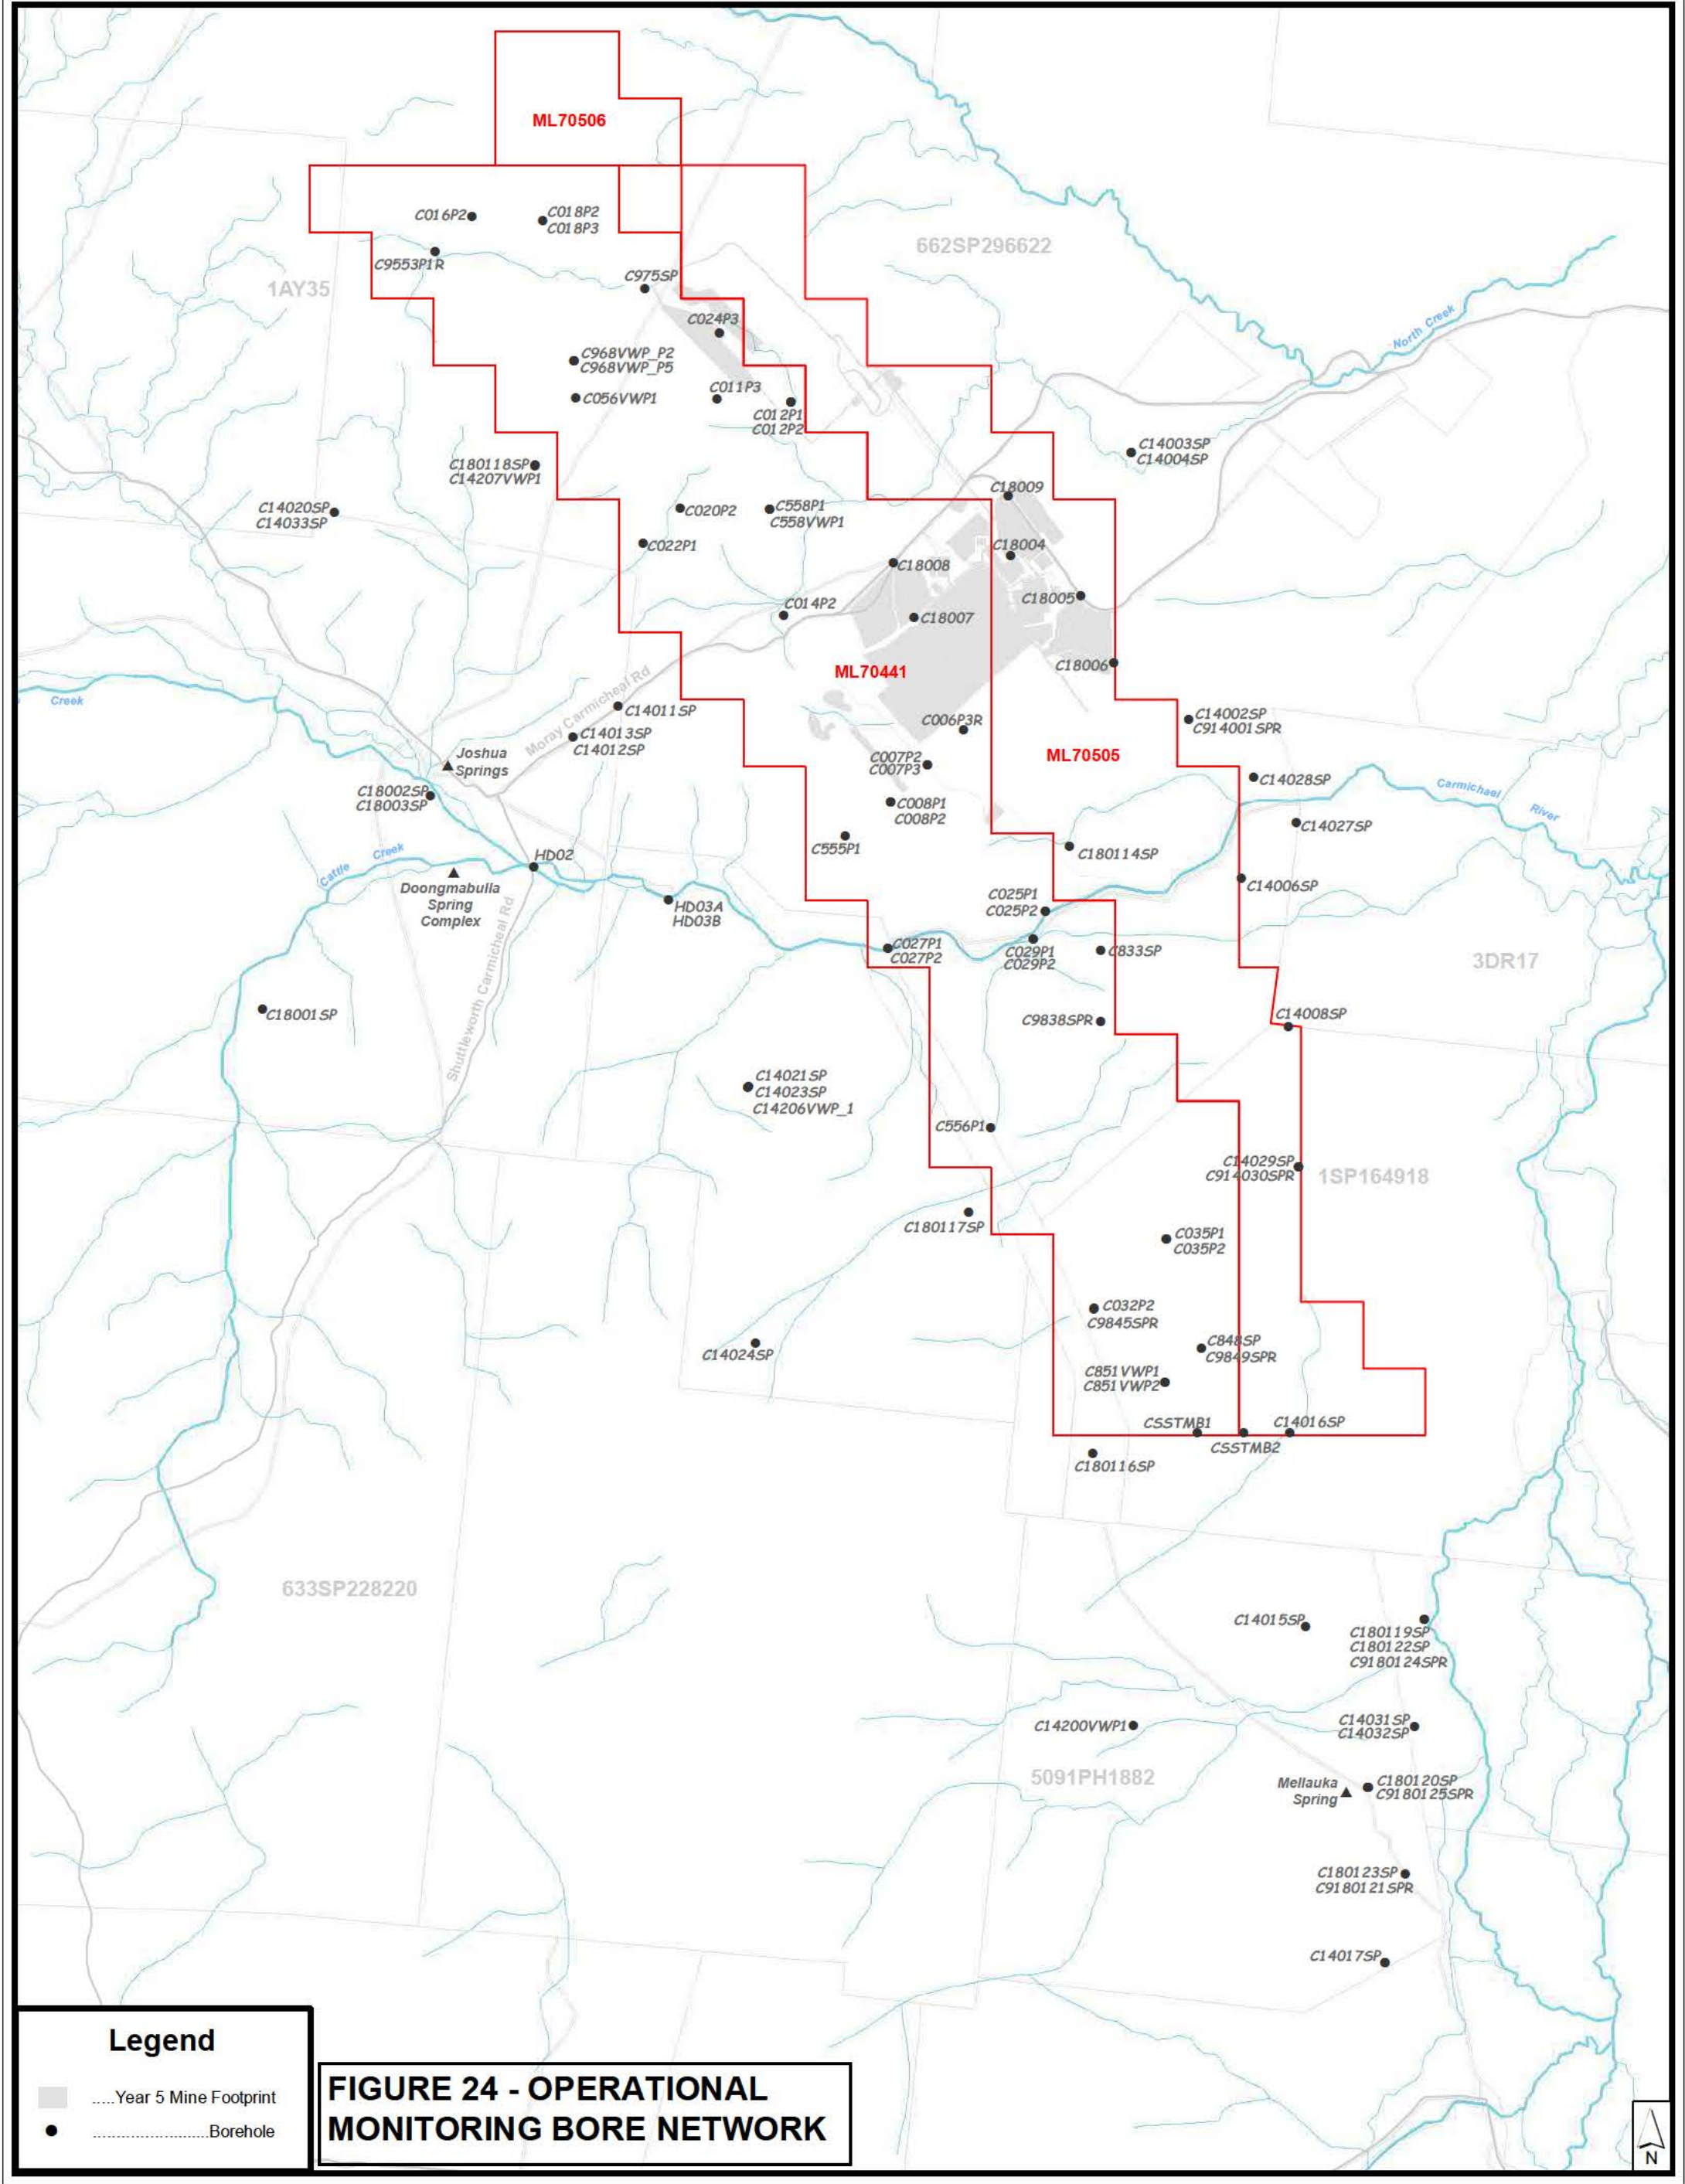 ML70506
C016P2
C018P2
C018P3
662SP296622
C9553P1R
1AY35
C975SP
C024P3
North Creek
C968VWP_P2
C968VWP_P5
C011P3
C056VWP1
C012P1
C012P2
C14003SP
C14004SP
C180118SP
C14207VWP1
C18009
C14020SP
C14033SP
C020P2
C558P1
C558VWP1
C022P1
C18004
C18008
C18005
C014P2
C18007
C18006
ML70441
Moray Carmicheal Rd
Creek
C14011SP
C14002SP
C914001SPR
C006P3R
C14013SP
C14012SP
Joshua
Springs
ML70505
C007P2
C007P3
C14028SP
C18002SP
C18003SP
Carmichael
River
C008P1
C008P2
C14027SP
C555P1
C180114SP
HD02
Cattle Creek
Doongmabulla
Spring
Complex
C14006SP
HD03A
HD03B
C025P1
C025P2
C027P1
C027P2
C029P1
C029P2
C833SP
3DR17
C18001SP
Shuttleworth Carmicheal Rd
C9838SPR
C14008SP
C14021SP
C14023SP
C14206VWP_1
C556P1
C14029SP
C914030SPR
1SP164918
C180117SP
C035P1
C035P2
C032P2
C9845SPR
C14024SP
C848SP
C9849SPR
C851VWP1
C851VWP2
CSSTMB1
C14016SP
CSSTMB2
C180116SP
633SP228220
C14015SP
C180119SP
C180122SP
C9180124SPR
C14200VWP1
C14031SP
C14032SP
5091PH1882
Mellauka
Spring
C180120SP
C9180125SPR
C180123SP
C9180121SPR
C14017SP
Legend
.....Year 5 Mine Footprint
........................Borehole
FIGURE 24 - OPERATIONAL
MONITORING BORE NETWORK
N